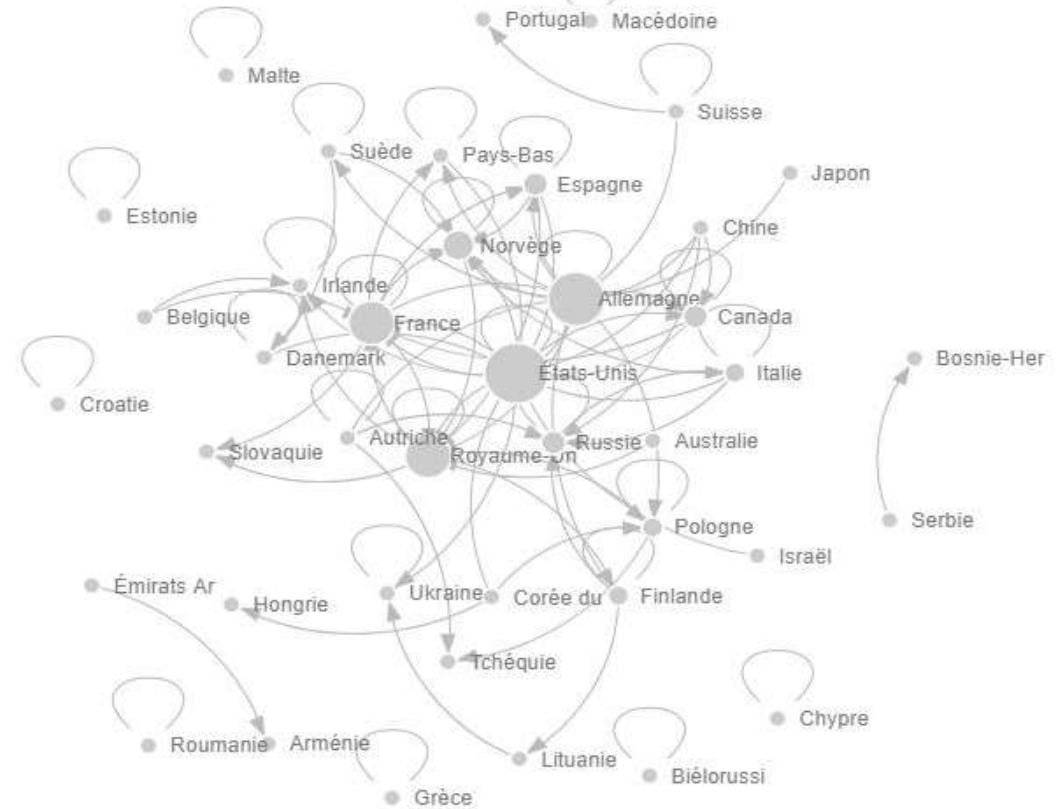 Portugal
Macédoine
Malte
Suisse
Suède
Pays-Bas
Japon
Espagne
Estonie
Chine
Norvège
Irlande
Allemagne
Belgique
France
Canada
Danemark
Bosnie-Her
États-Unis
Italie
Croatie
Autriche
Russie
Australie
Slovaquie
Royaume-Un
Serbie
Pologne
Israël
Émirats Ar
Ukraine
Corée du
Finlande
Hongrie
Tchéquie
Chypre
Roumanie
Arménie
Lituanie
Biélorussi
Grèce